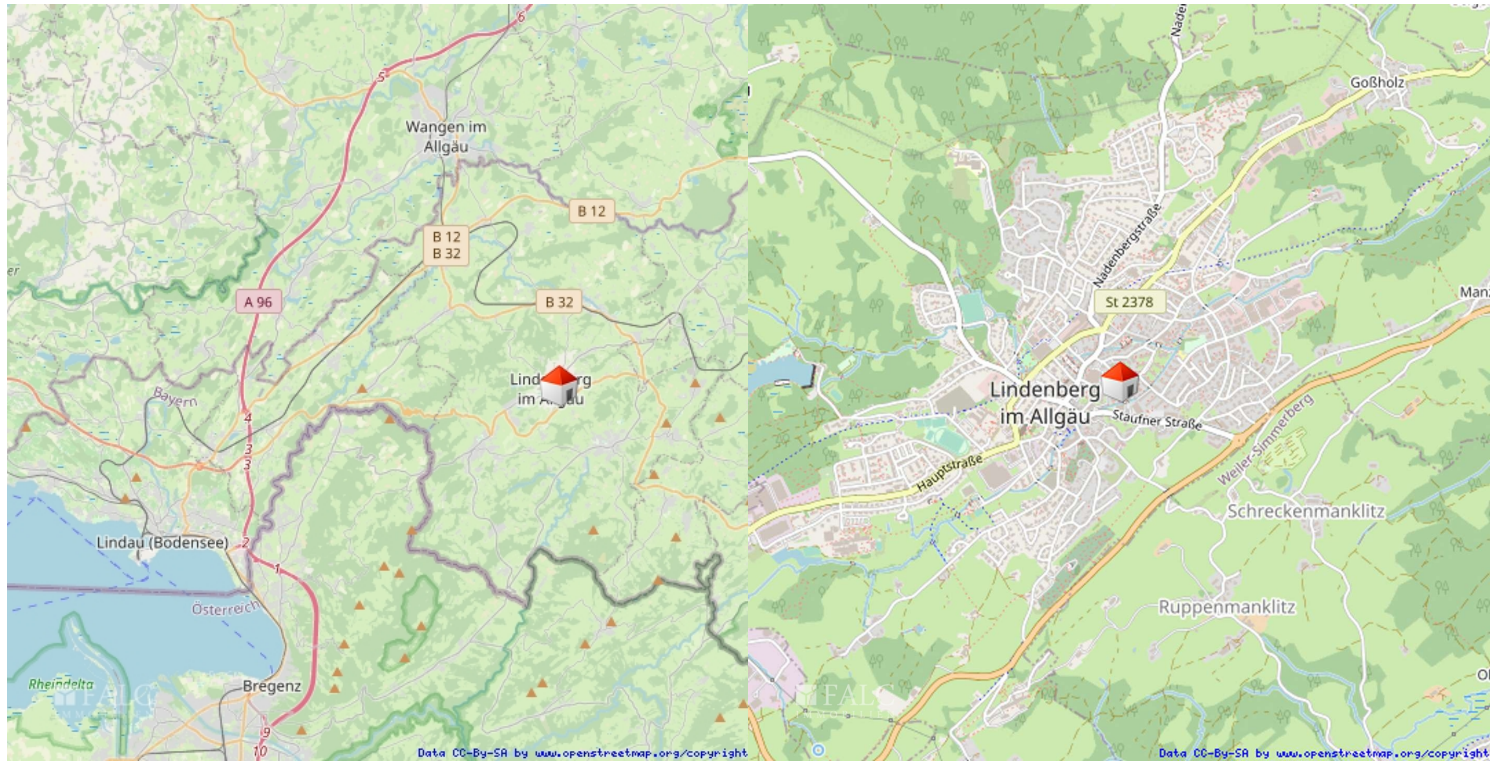 6
5
Wangen im
Allgäu
B 12
B 12
B 32
A 96
B 32
Bayern
im Allgäu
4
3
3
3
Lindau (Bodensee)
2
1
Österreich
Rheindelta
FALC
Bregenz
9
10
Data CC-By-SA by www.openstreetmap.org/copyright
Goßholz
Nadenbergstraße
St 2378
Lindenberg
im Allgäu
Staufner Straße
Hauptstraße
Weiler-Simmerberg
Schreckenmanklitz
Ruppenmanklitz
FALC
Data CC-By-SA by www.openstreetmap.org/copyright